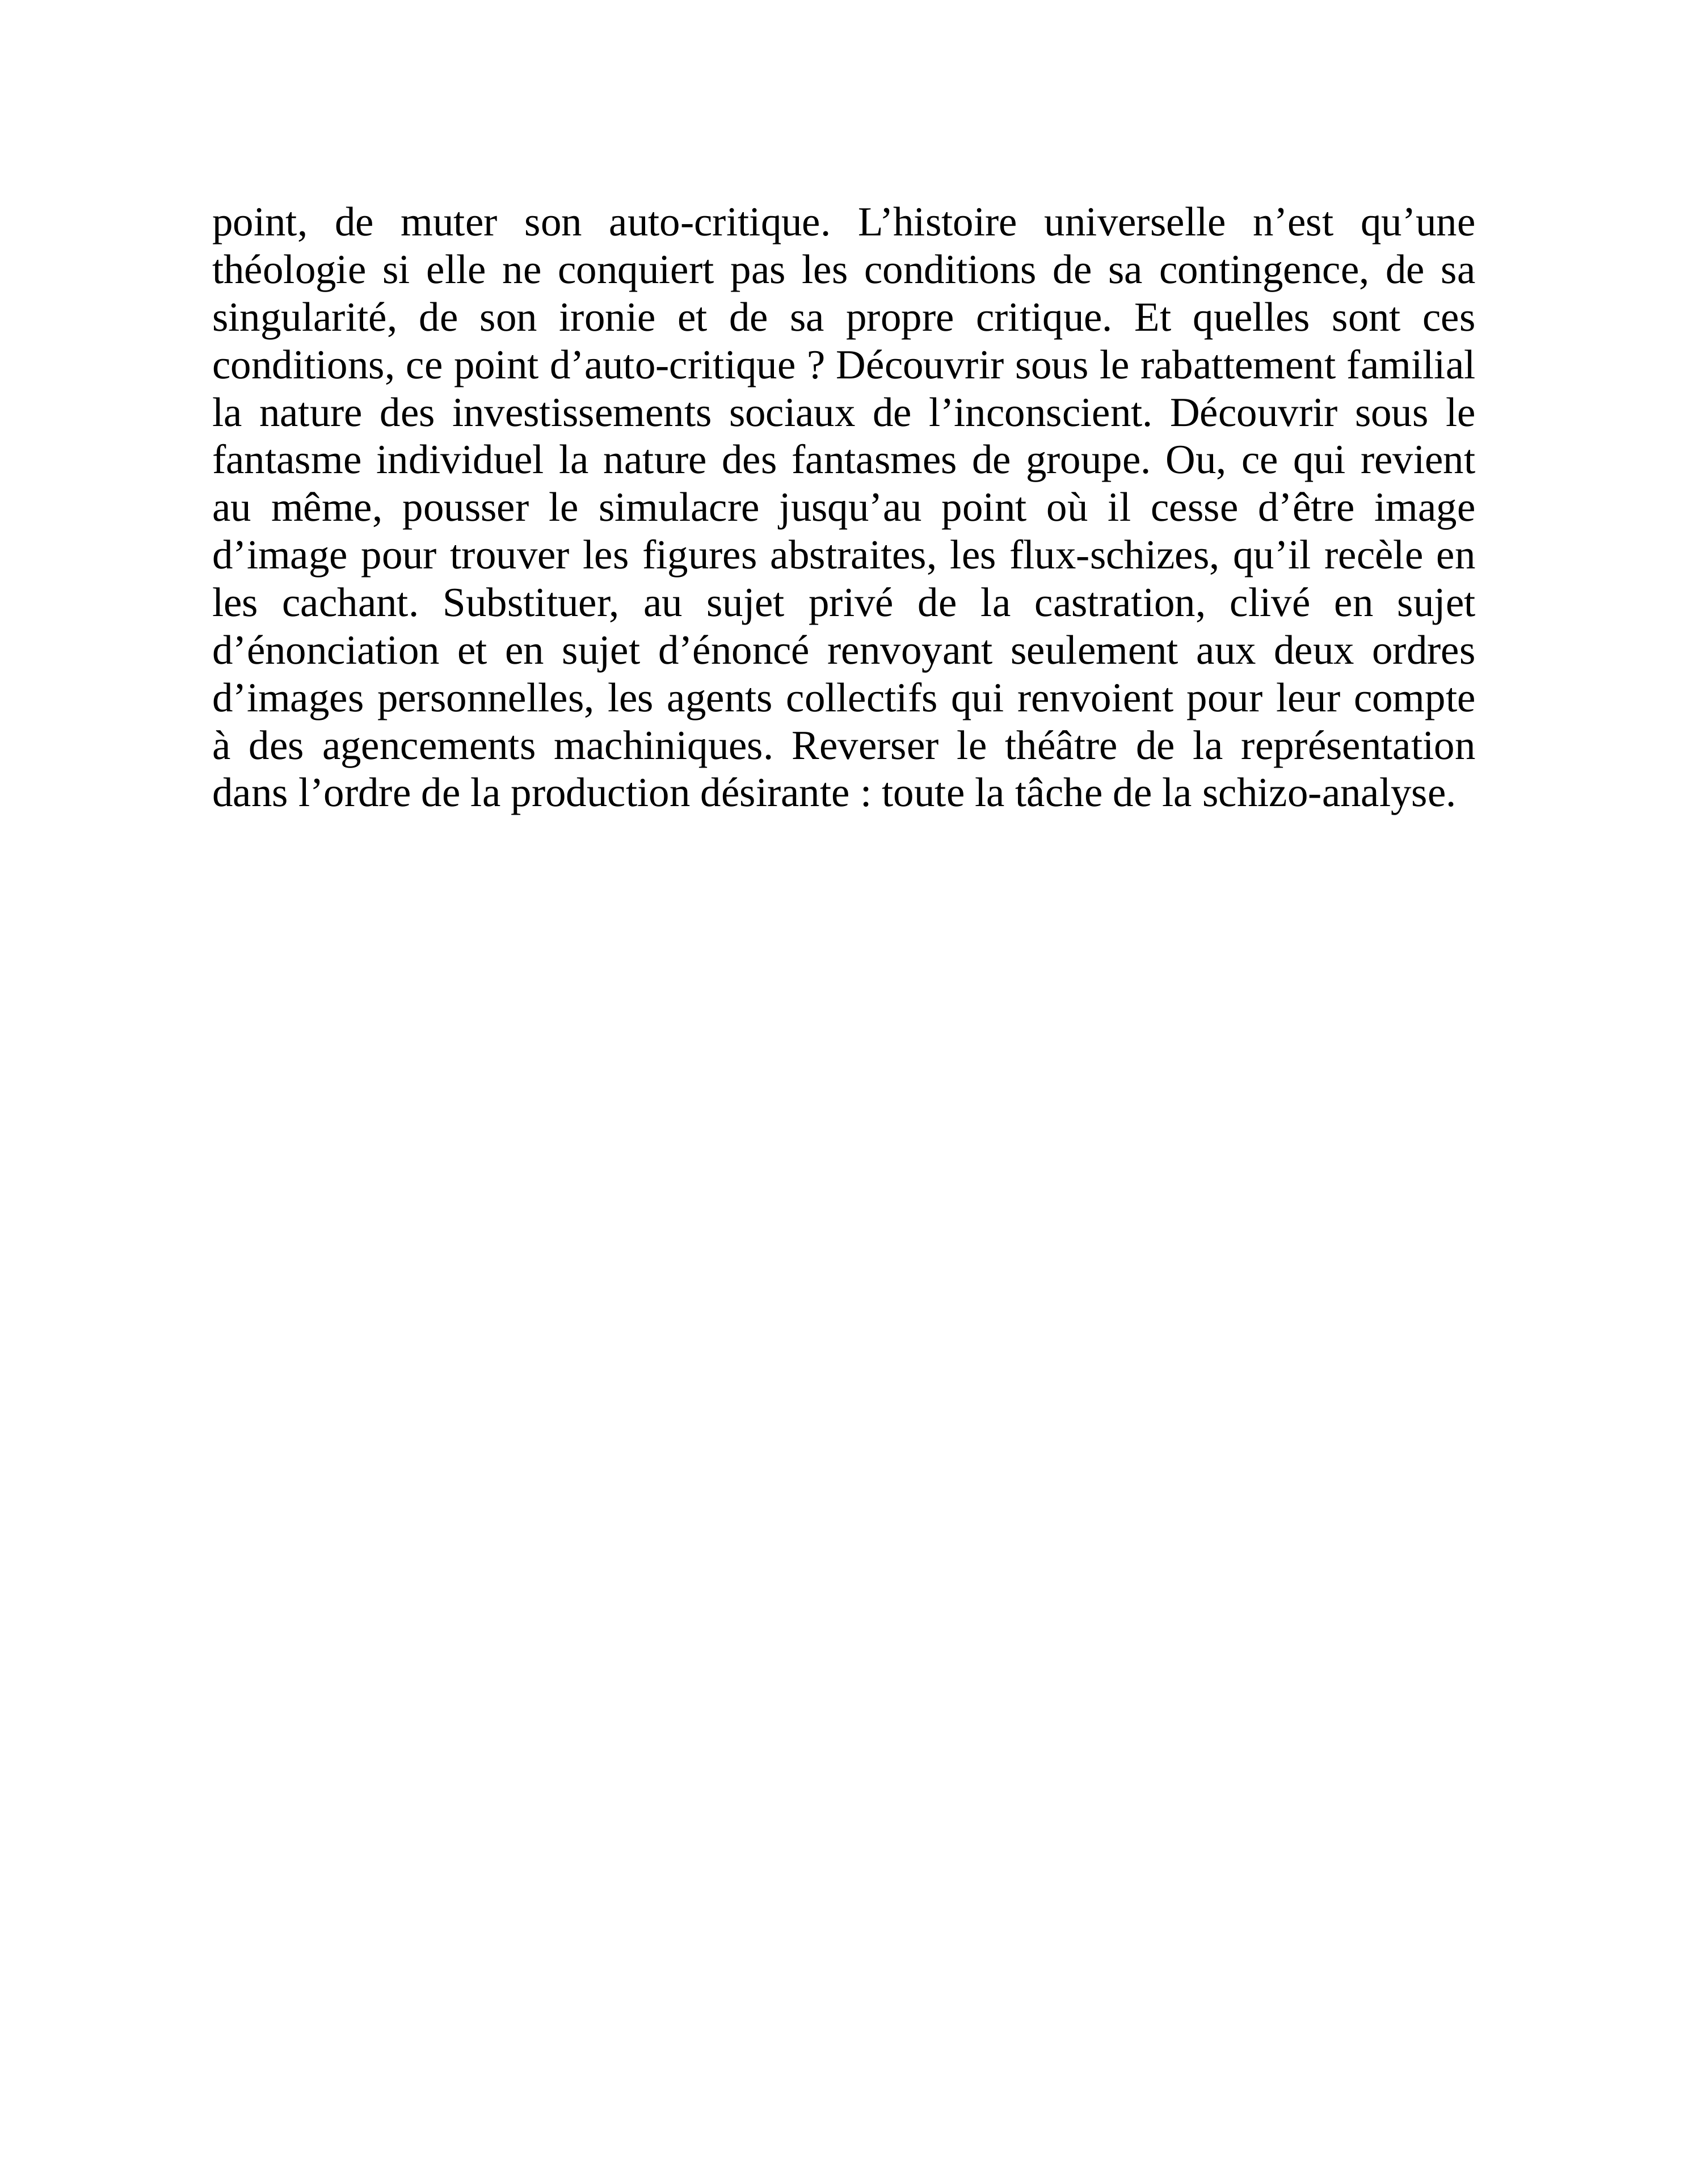 point, de muter son auto-critique. L’histoire universelle n’est qu’une
théologie si elle ne conquiert pas les conditions de sa contingence, de sa
singularité, de son ironie et de sa propre critique. Et quelles sont ces
conditions, ce point d’auto-critique ? Découvrir sous le rabattement familial
la nature des investissements sociaux de l’inconscient. Découvrir sous le
fantasme individuel la nature des fantasmes de groupe. Ou, ce qui revient
au même, pousser le simulacre jusqu’au point où il cesse d’être image
d’image pour trouver les figures abstraites, les flux-schizes, qu’il recèle en
les cachant. Substituer, au sujet privé de la castration, clivé en sujet
d’énonciation et en sujet d’énoncé renvoyant seulement aux deux ordres
d’images personnelles, les agents collectifs qui renvoient pour leur compte
à des agencements machiniques. Reverser le théâtre de la représentation
dans l’ordre de la production désirante : toute la tâche de la schizo-analyse.